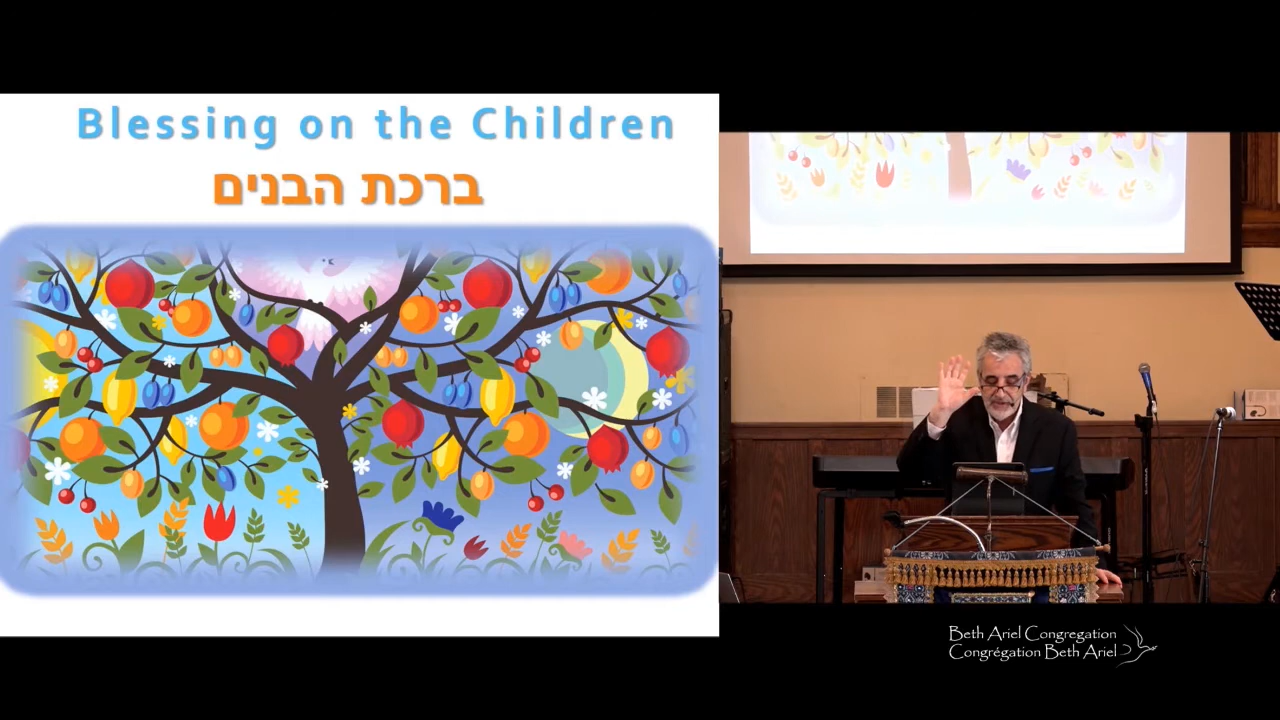 Blessing on the Children
ברכת הבנים
Beth Ariel Congregation
Congrégation Beth Ariel